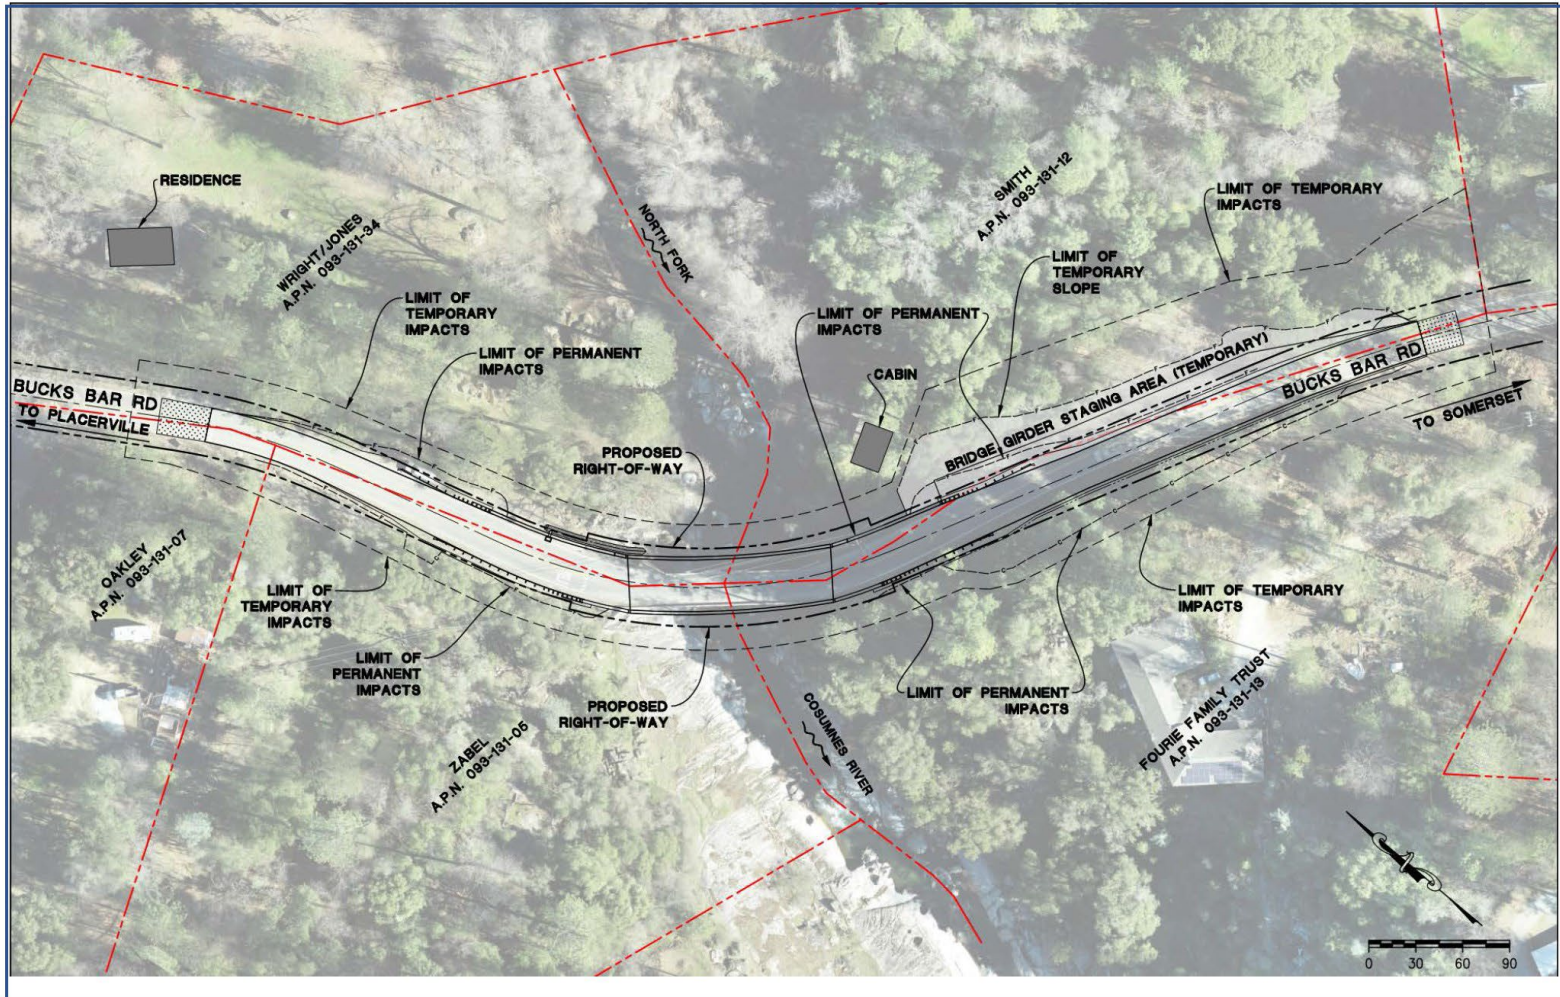 RESIDENCE
WRIGHT/JONES
A.P.N. 093-131-34
NORTH FORK
SMITH
A.P.N. 093-131-12
LIMIT OF TEMPORARY
IMPACTS
LIMIT OF
TEMPORARY
SLOPE
LIMIT OF
TEMPORARY
IMPACTS
LIMIT OF PERMANENT
IMPACTS
LIMIT OF PERMANENT
IMPACTS
CABIN
BRIDGE GIRDER STAGING AREA (TEMPORARY)
BUCKS BAR RD
TO SOMERSET
BUCKS BAR RD
TO PLACERVILLE
PROPOSED
RIGHT-OF-WAY
OAKLEY
A.P.N. 093-131-07
LIMIT OF
TEMPORARY
IMPACTS
LIMIT OF
PERMANENT
IMPACTS
LIMIT OF TEMPORARY
IMPACTS
LIMIT OF PERMANENT
IMPACTS
PROPOSED
RIGHT-OF-WAY
ZABEL
A.P.N. 093-131-05
COSUMNES RIVER
FOURIE FAMILY TRUST
A.P.N. 093-131-13
0 30 60 90